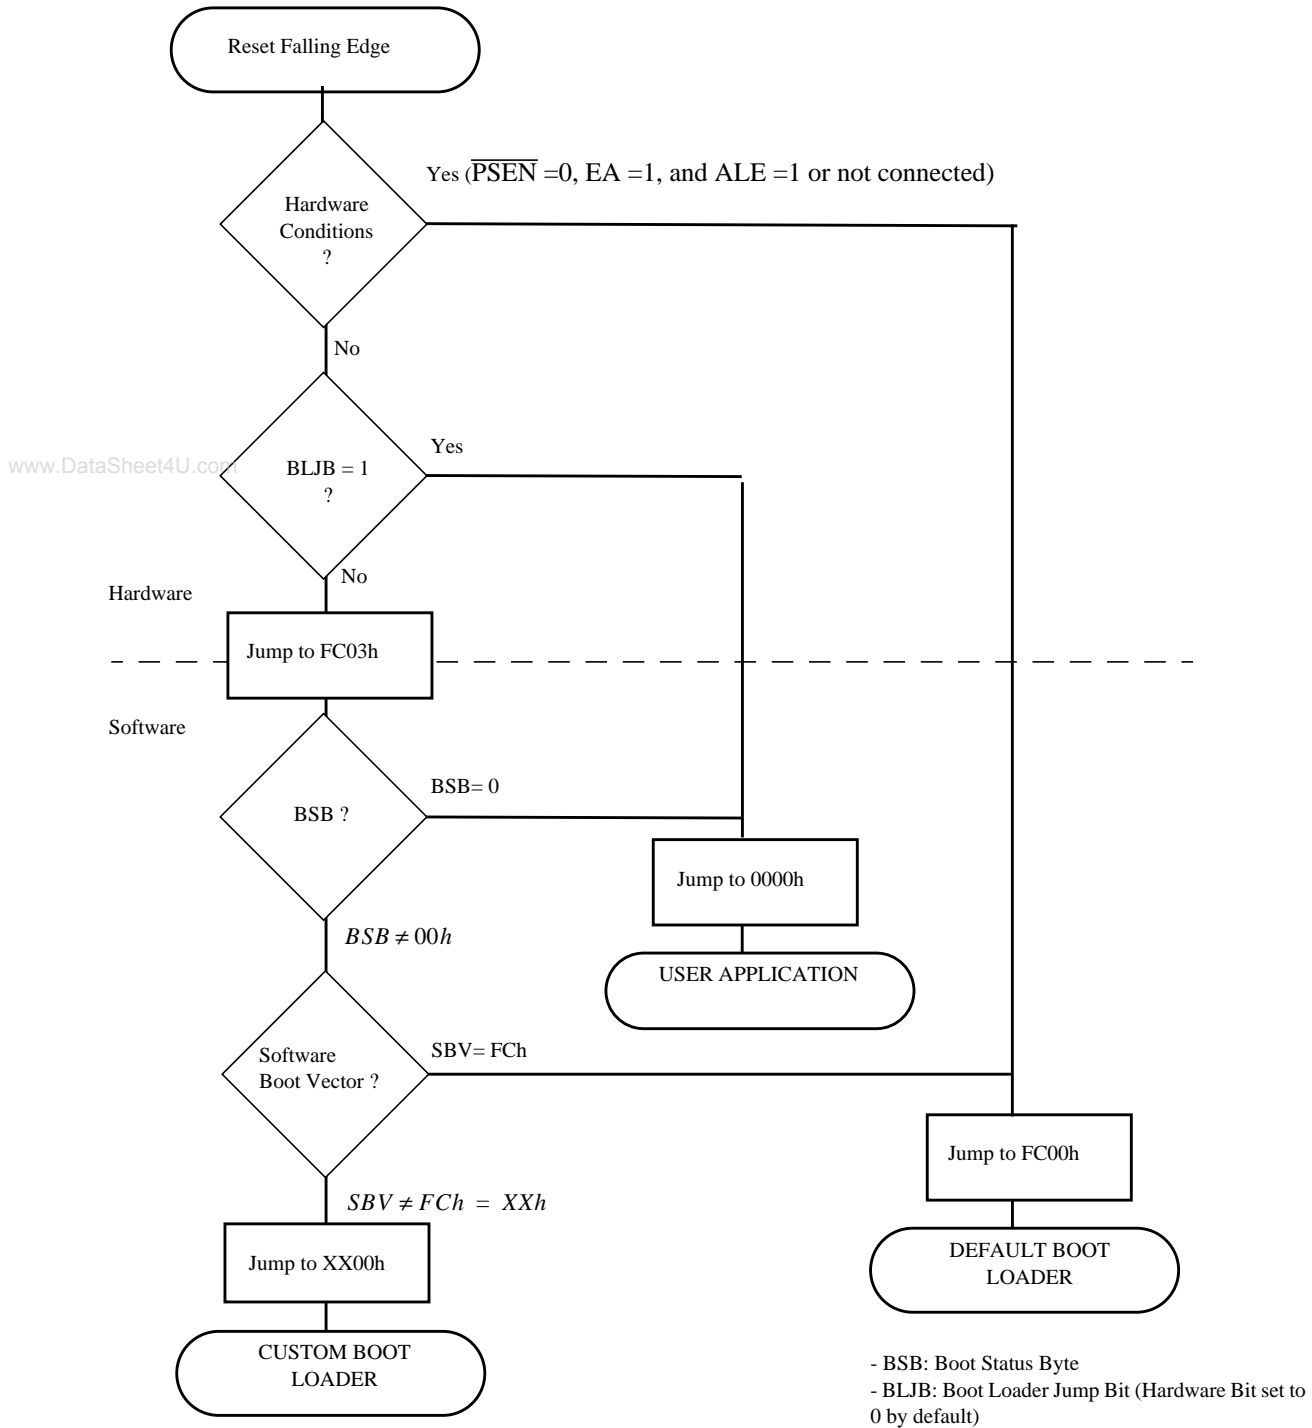 Reset Falling Edge
Yes (PSEN =0, EA =1, and ALE =1 or not connected)
Hardware
Conditions
?
No
Yes
www.DataSheet4U.com
BLJB = 1
?
No
Hardware
Jump to FC03h
Software
BSB= 0
BSB ?
Jump to 0000h
BSB ≠ 00h
USER APPLICATION
SBV= FCh
Software
Boot Vector ?
Jump to FC00h
SBV ≠ FCh = XXh
Jump to XX00h
DEFAULT BOOT
LOADER
CUSTOM BOOT
LOADER
- BSB: Boot Status Byte
- BLJB: Boot Loader Jump Bit (Hardware Bit set to
0 by default)